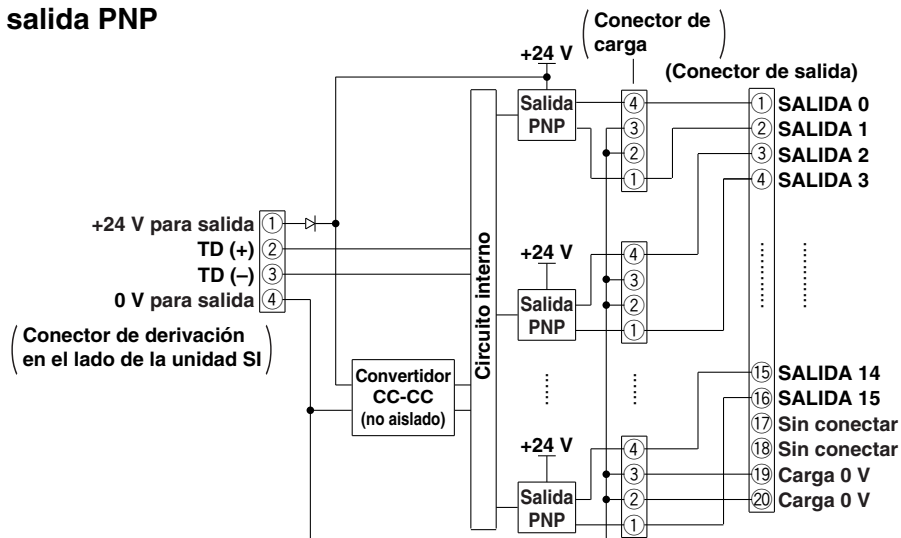 salida PNP
(Conector de carga)
+24 V
(Conector de salida)
Salida PNP
④
③
②
①
① SALIDA 0
② SALIDA 1
③ SALIDA 2
④ SALIDA 3
+24 V para salida ①
TD (+) ②
TD (–) ③
0 V para salida ④
(Conector de derivación
en el lado de la unidad SI)
Circuito interno
+24 V
Salida PNP
④
③
②
①
Convertidor
CC-CC
(no aislado)
+24 V
Salida PNP
④
③
②
①
⑮ SALIDA 14
⑯ SALIDA 15
⑰ Sin conectar
⑱ Sin conectar
⑲ Carga 0 V
⑳ Carga 0 V